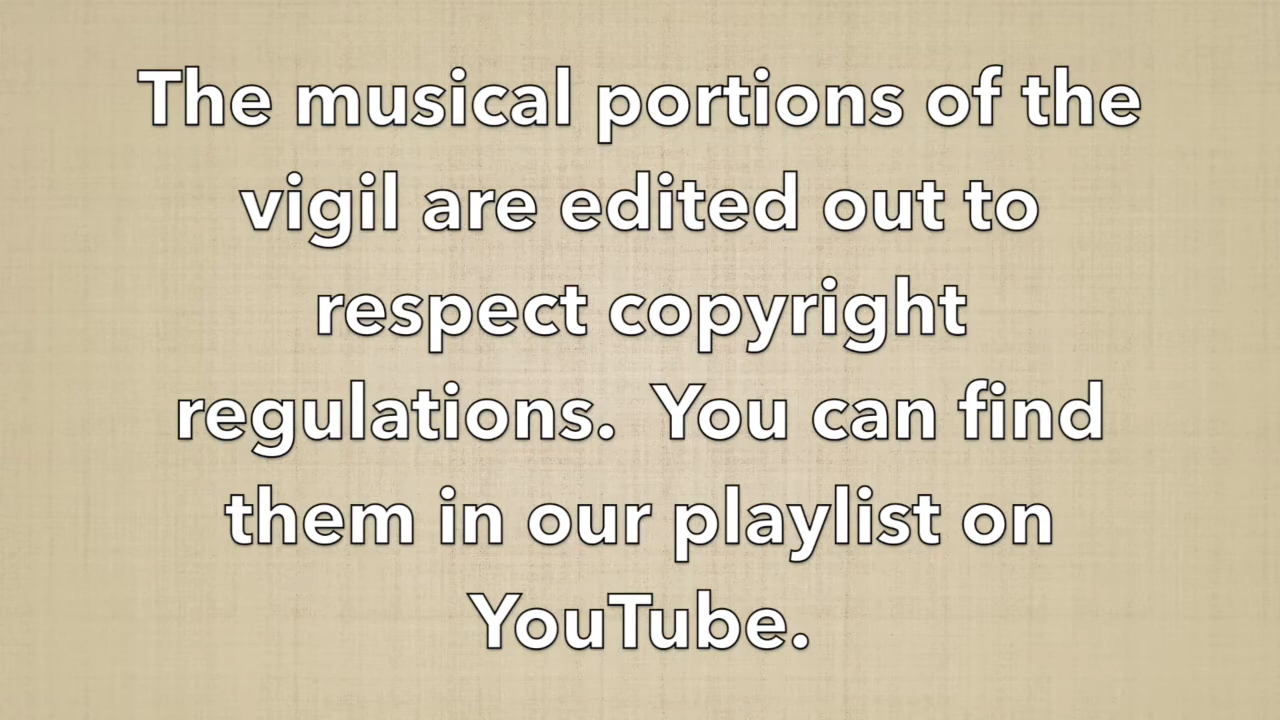 The musical portions of the
vigil are edited out to
respect copyright
regulations.  You can find
them in our playlist on
YouTube.